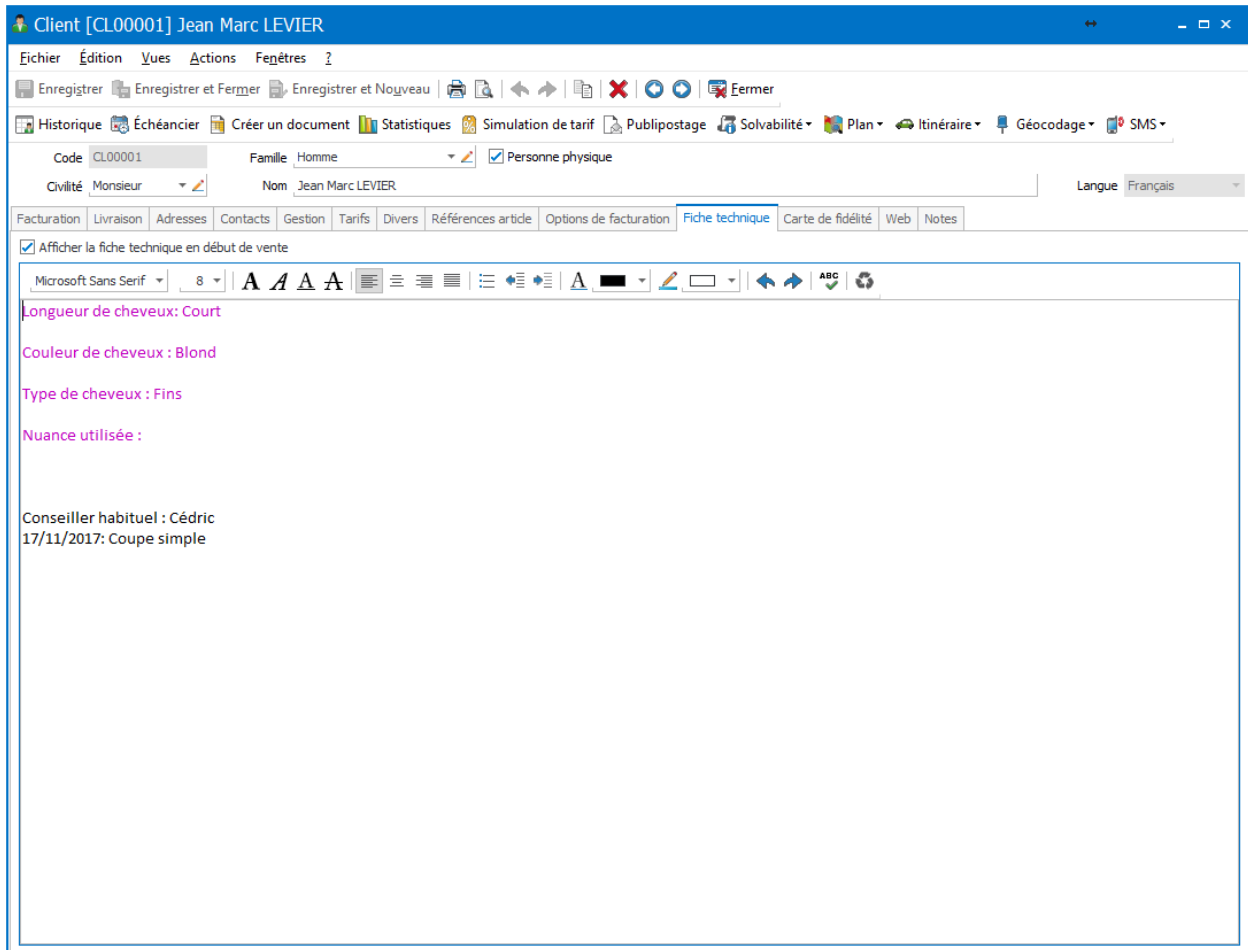 Client [CL00001] Jean Marc LEVIER
Fichier Édition Vues Actions Fenêtres ?
Enregistrer Enregistrer et Fermer Enregistrer et Nouveau Fermer
Historique Échéancier Créer un document Statistiques Simulation de tarif Publipostage Solvabilité Plan Itinéraire Géocodage SMS
Code CL00001 Famille Homme Personne physique
Civilité Monsieur Nom Jean Marc LEVIER Langue Français
Facturation Livraison Adresses Contacts Gestion Tarifs Divers Références article Options de facturation Fiche technique Carte de fidélité Web Notes
Afficher la fiche technique en début de vente
Microsoft Sans Serif 8 A A A A A ABC
Longueur de cheveux: Court
Couleur de cheveux : Blond
Type de cheveux : Fins
Nuance utilisée :
Conseiller habituel : Cédric
17/11/2017: Coupe simple